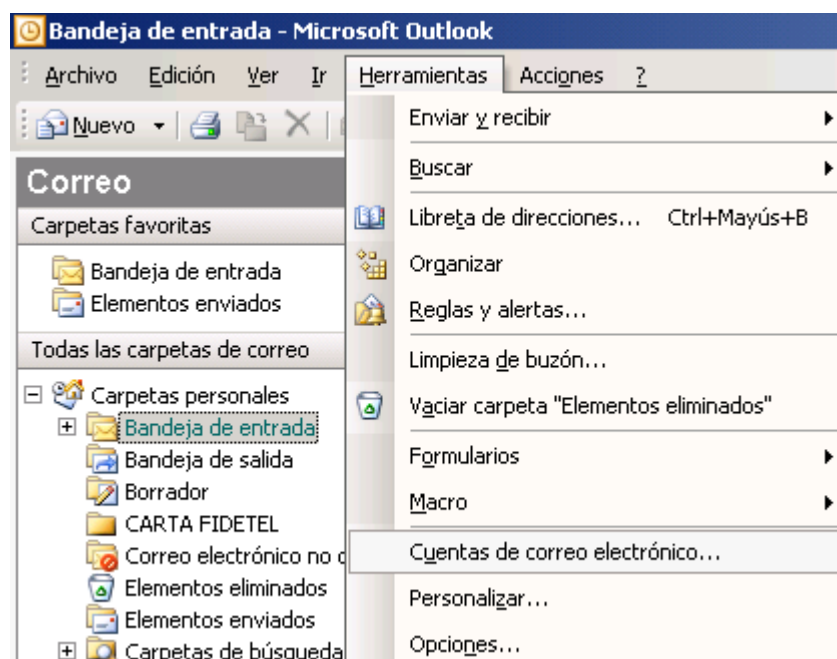 Bandeja de entrada - Microsoft Outlook
Archivo Edición Ver Ir Herramientas Acciones ?
Nuevo
Correo
Carpetas favoritas
Bandeja de entrada
Elementos enviados
Todas las carpetas de correo
Carpetas personales
Bandeja de entrada
Bandeja de salida
Borrador
CARTA FIDETEL
Correo electrónico no
Elementos eliminados
Elementos enviados
Carpetas de búsqueda
Enviar y recibir
Buscar
Libreta de direcciones... Ctrl+Mayús+B
Organizar
Reglas y alertas...
Limpieza de buzón...
Vaciar carpeta "Elementos eliminados"
Formularios
Macro
Cuentas de correo electrónico...
Personalizar...
Opciones...